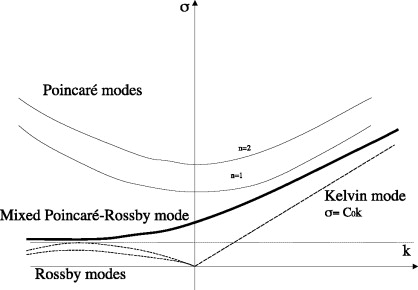 σ
Poincaré modes
n=2
n=1
Kelvin mode
σ= C0k
Mixed Poincaré-Rossby mode
k
Rossby modes